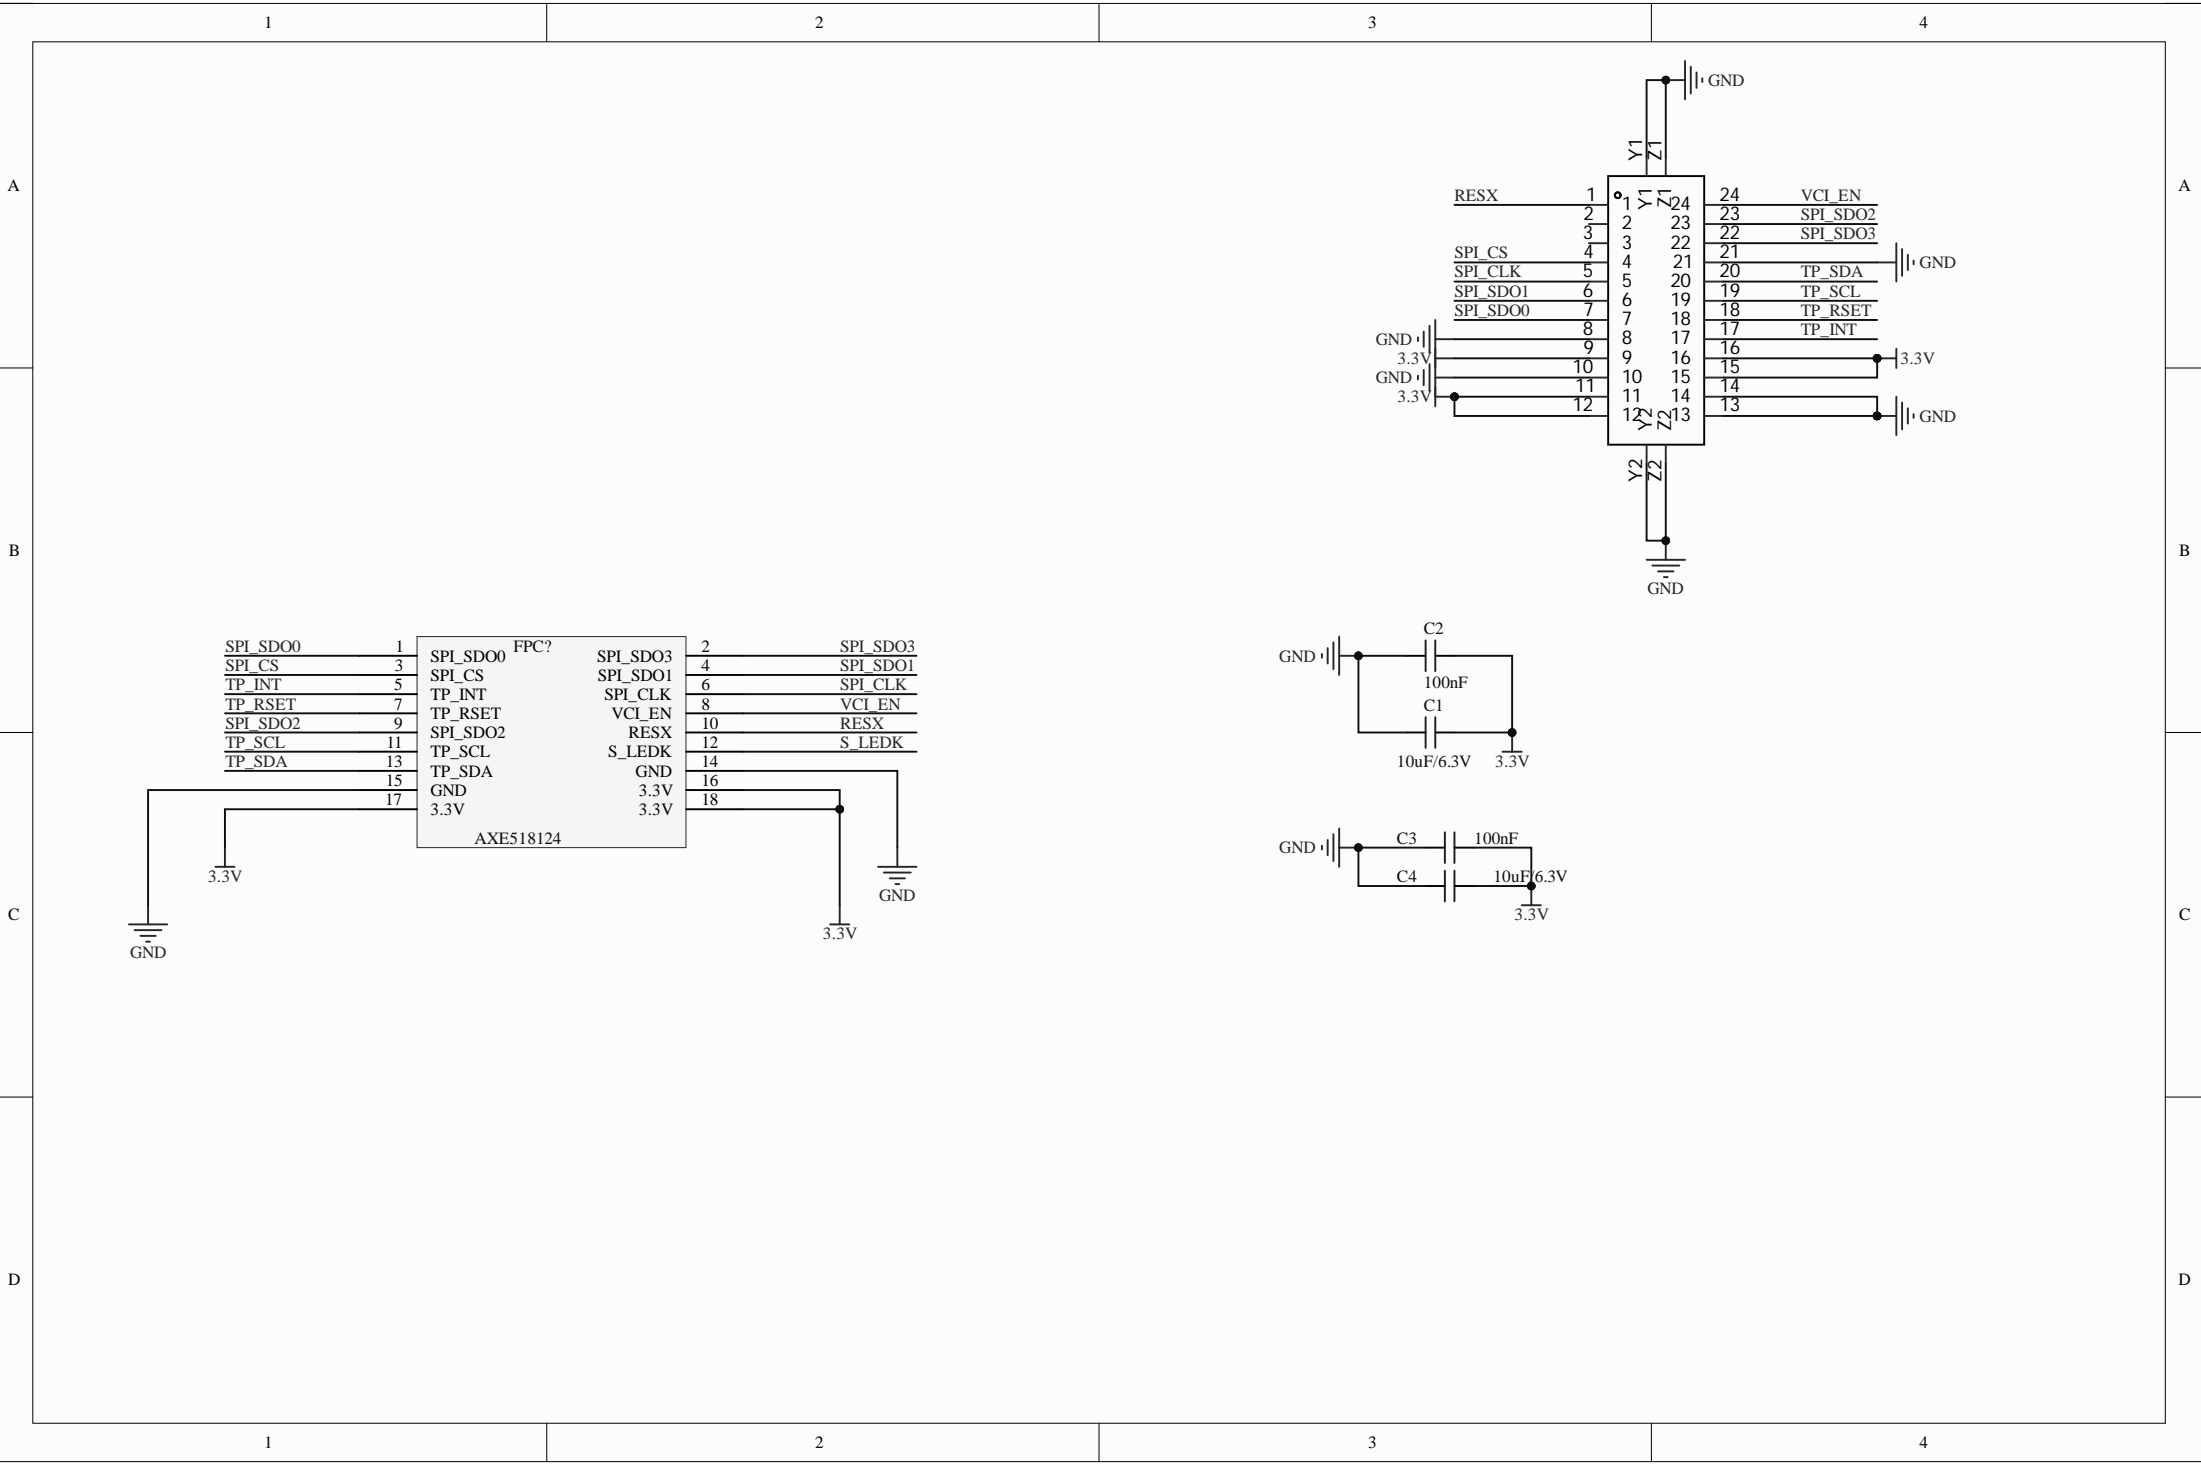 1 2 3 4
A A
B B
C C
D D
GND
Y1 Z1
Y1 Z1
RESX 1 1 24 24 VCI_EN
2 2 23 23 SPI_SDO2
3 3 22 22 SPI_SDO3
SPI_CS 4 4 21 21 GND
SPI_CLK 5 5 20 20 TP_SDA
SPI_SDO1 6 6 19 19 TP_SCL
SPI_SDO0 7 7 18 18 TP_RSET
GND 8 8 17 17 TP_INT
3.3V 9 9 16 16 3.3V
GND 10 10 15 15
3.3V 11 11 14 14
12 12 13 13 GND
Y2 Z2
Y2 Z2
GND
FPC?
SPI_SDO0 1 SPI_SDO0 SPI_SDO3 2 SPI_SDO3
SPI_CS 3 SPI_CS SPI_SDO1 4 SPI_SDO1
TP_INT 5 TP_INT SPI_CLK 6 SPI_CLK
TP_RSET 7 TP_RSET VCI_EN 8 VCI_EN
SPI_SDO2 9 SPI_SDO2 RESX 10 RESX
TP_SCL 11 TP_SCL S_LEDK 12 S_LEDK
TP_SDA 13 TP_SDA GND 14
15 GND 3.3V 16
17 3.3V 3.3V 18
AXE518124
3.3V
GND
GND
3.3V
C2
GND
100nF
C1
10uF/6.3V 3.3V
GND C3 100nF
C4 10uF/6.3V
3.3V
1 2 3 4